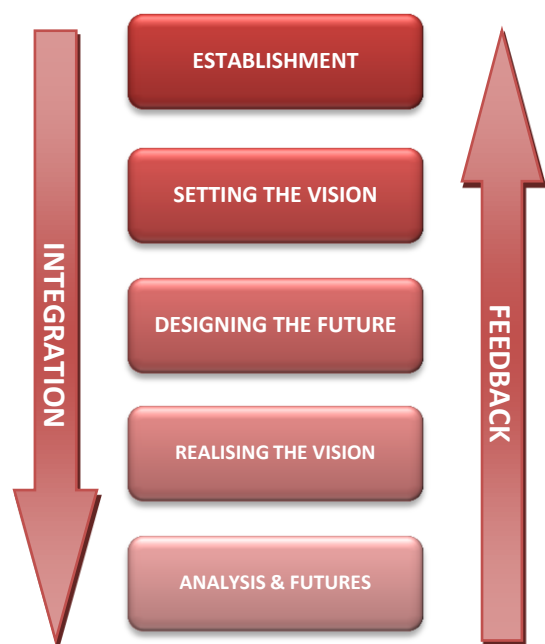 ESTABLISHMENT
SETTING THE VISION
DESIGNING THE FUTURE
REALISING THE VISION
ANALYSIS & FUTURES
INTEGRATION
FEEDBACK